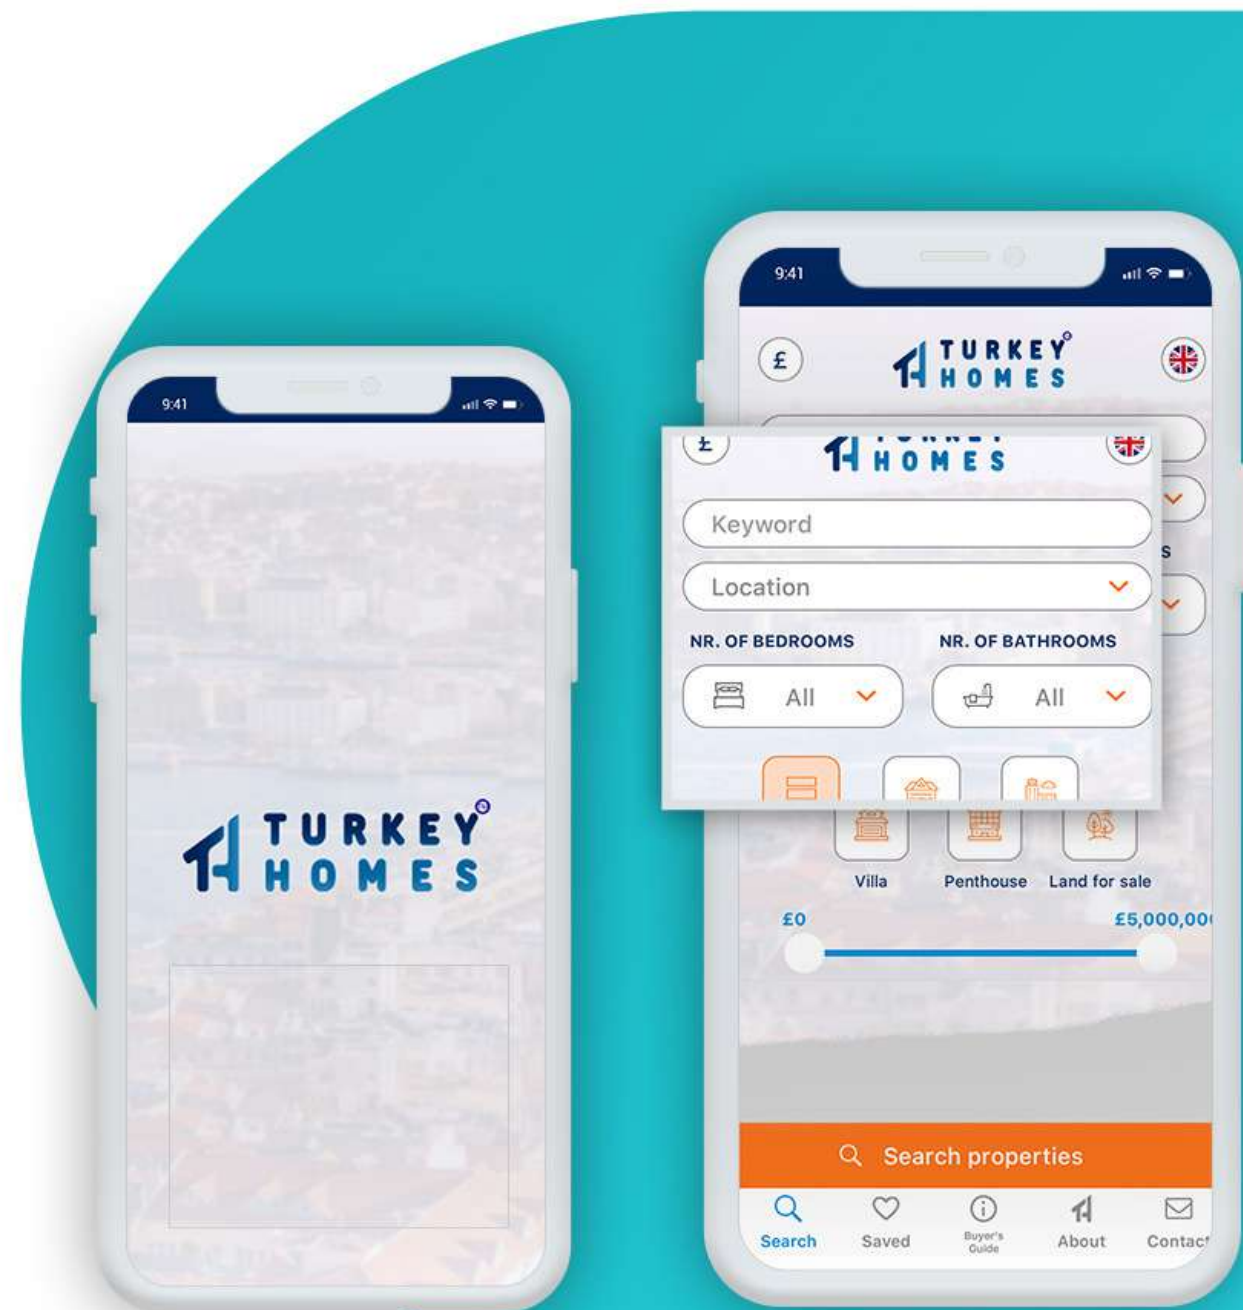 9:41
TURKEY
HOMES
9:41
£
TURKEY
HOMES
£
HOMES
Keyword
Location
NR. OF BEDROOMS
NR. OF BATHROOMS
All
All
S
Villa
Penthouse
Land for sale
£0
£5,000,000
Search properties
Search
Saved
Buyer's
Guide
About
Contact